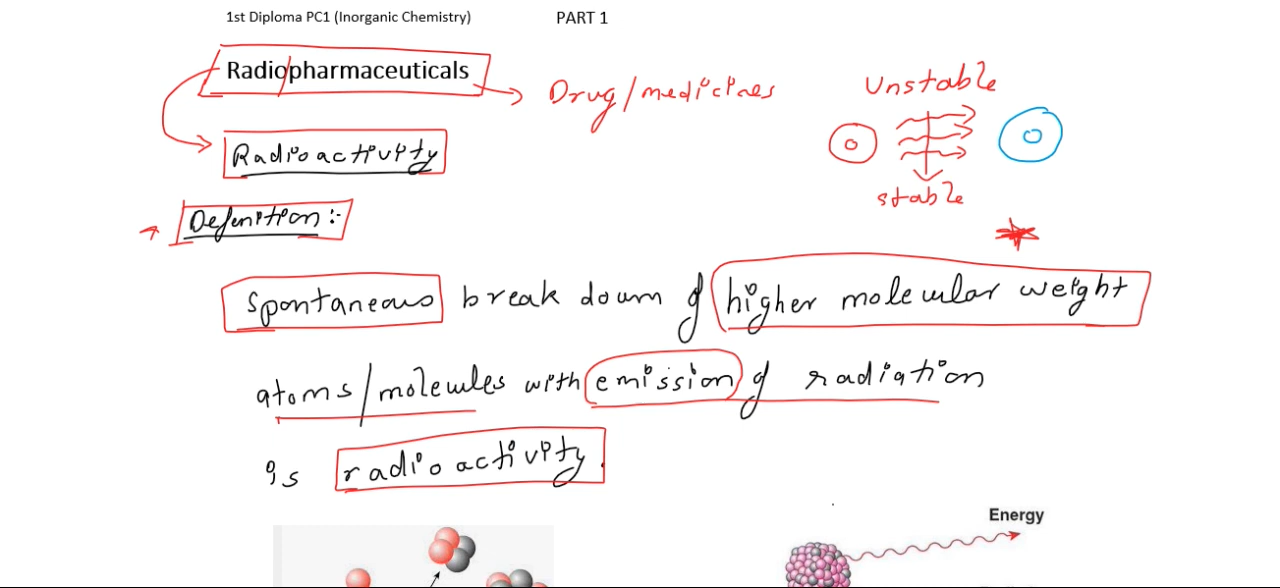 1st Diploma PC1 (Inorganic Chemistry) PART 1
Radiopharmaceuticals
Drug/medicines
Unstable
Radioactivity
stable
Definition :-
Spontaneous break down of higher molecular weight
atoms/molecules with emission of radiation
is radioactivity.
Energy